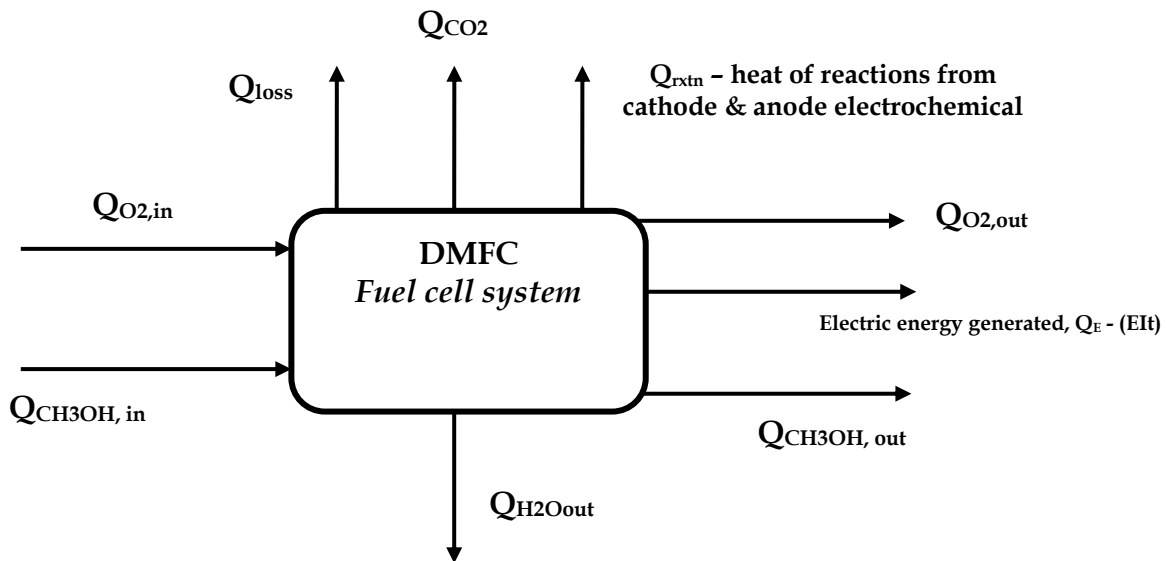 QCO2
Qloss
Qrxtn – heat of reactions from
cathode & anode electrochemical
QO2,in
QO2,out
DMFC
Fuel cell system
Electric energy generated, QE - (EIt)
QCH3OH, in
QCH3OH, out
QH2Oout